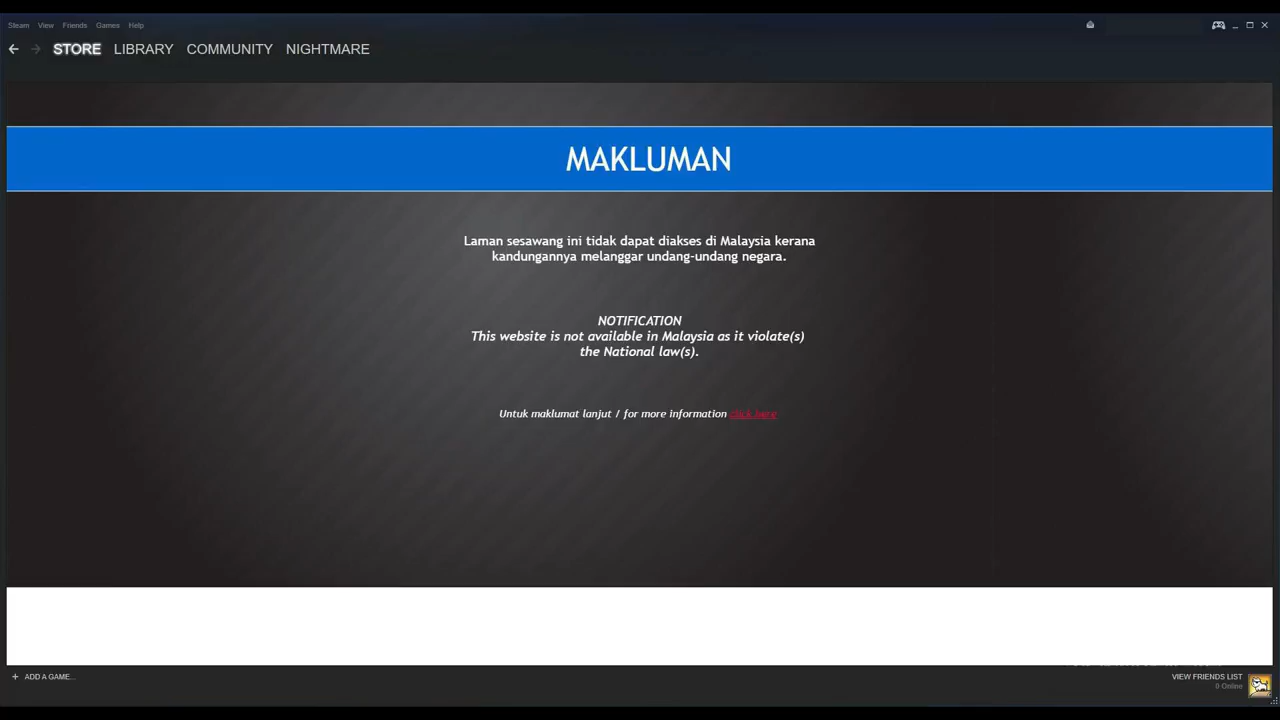 Steam View Friends Games Help
STORE LIBRARY COMMUNITY NIGHTMARE
MAKLUMAN
Laman sesawang ini tidak dapat diakses di Malaysia kerana
kandungannya melanggar undang-undang negara.
NOTIFICATION
This website is not available in Malaysia as it violate(s)
the National law(s).
Untuk maklumat lanjut / for more information click here
+ ADD A GAME...
VIEW FRIENDS LIST
0 Online